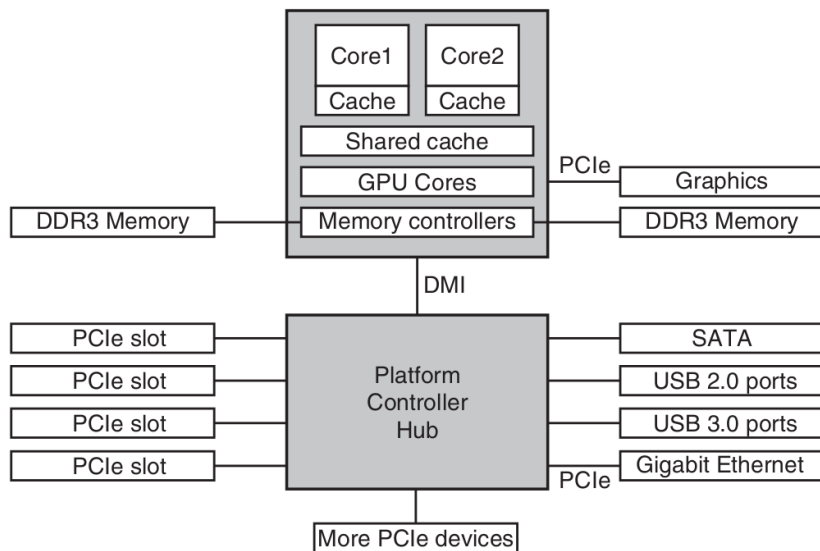 Core1
Core2
Cache
Cache
Shared cache
GPU Cores
PCIe
Graphics
DDR3 Memory
Memory controllers
DDR3 Memory
DMI
PCIe slot
PCIe slot
PCIe slot
PCIe slot
Platform
Controller
Hub
SATA
USB 2.0 ports
USB 3.0 ports
PCIe
Gigabit Ethernet
More PCIe devices